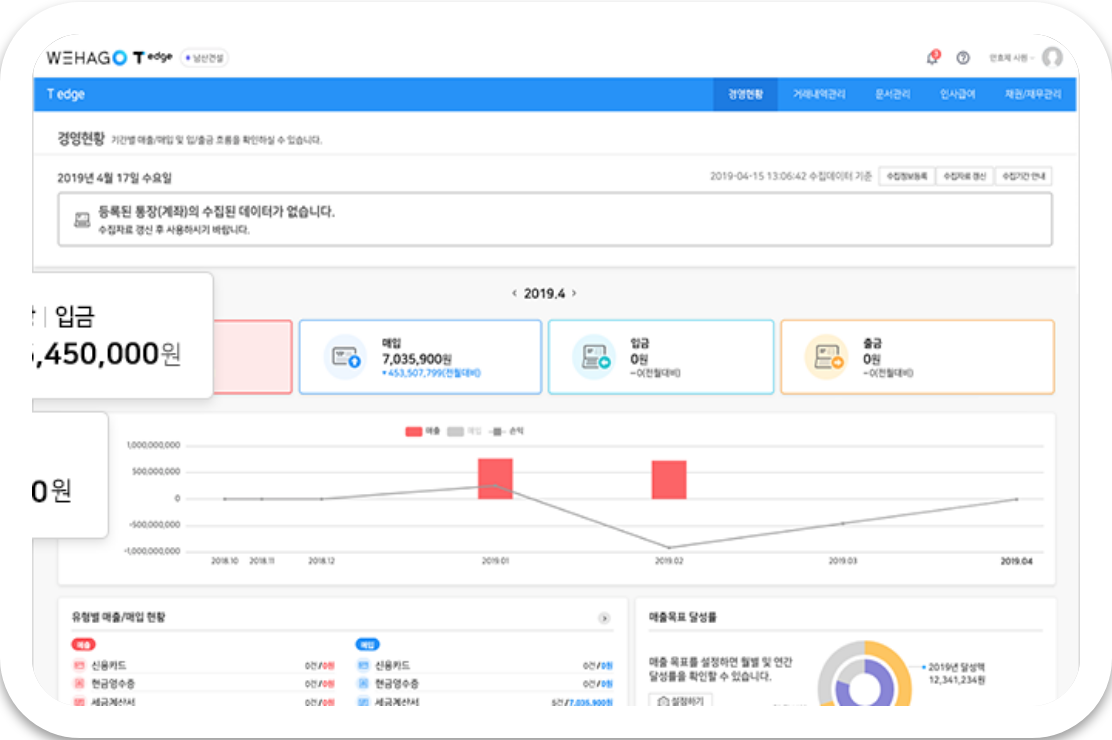 WEHAGO T edge 남선건설
3
안효제 사원
T edge
경영현황 거래내역관리 문서관리 인사급여 채권/채무관리
경영현황 기간별 매출/매입 및 입/출금 흐름을 확인하실 수 있습니다.
2019년 4월 17일 수요일
2019-04-15 13:06:42 수집데이터 기준 수집정보등록 수집자료 갱신 수집기간 안내
등록된 통장(계좌)의 수집된 데이터가 없습니다.
수집자료 갱신 후 사용하시기 바랍니다.
< 2019.4 >
입금
,450,000원
매입
7,035,900원
▼453,507,799(전월대비)
입금
0원
-0(전월대비)
출금
0원
-0(전월대비)
0원
매출 매입 손익
1,000,000,000
500,000,000
0
-500,000,000
-1,000,000,000
2018.10 2018.11 2018.12 2019.01 2019.02 2019.03 2019.04
유형별 매출/매입 현황
매출
신용카드 0건/0원
현금영수증 0건/0원
세금계산서 0건/0원
매입
신용카드 0건/0원
현금영수증 0건/0원
세금계산서 5건/7,035,900원
매출목표 달성률
매출 목표를 설정하면 월별 및 연간
달성률을 확인할 수 있습니다.
설정하기
2019년 달성액
12,341,234원